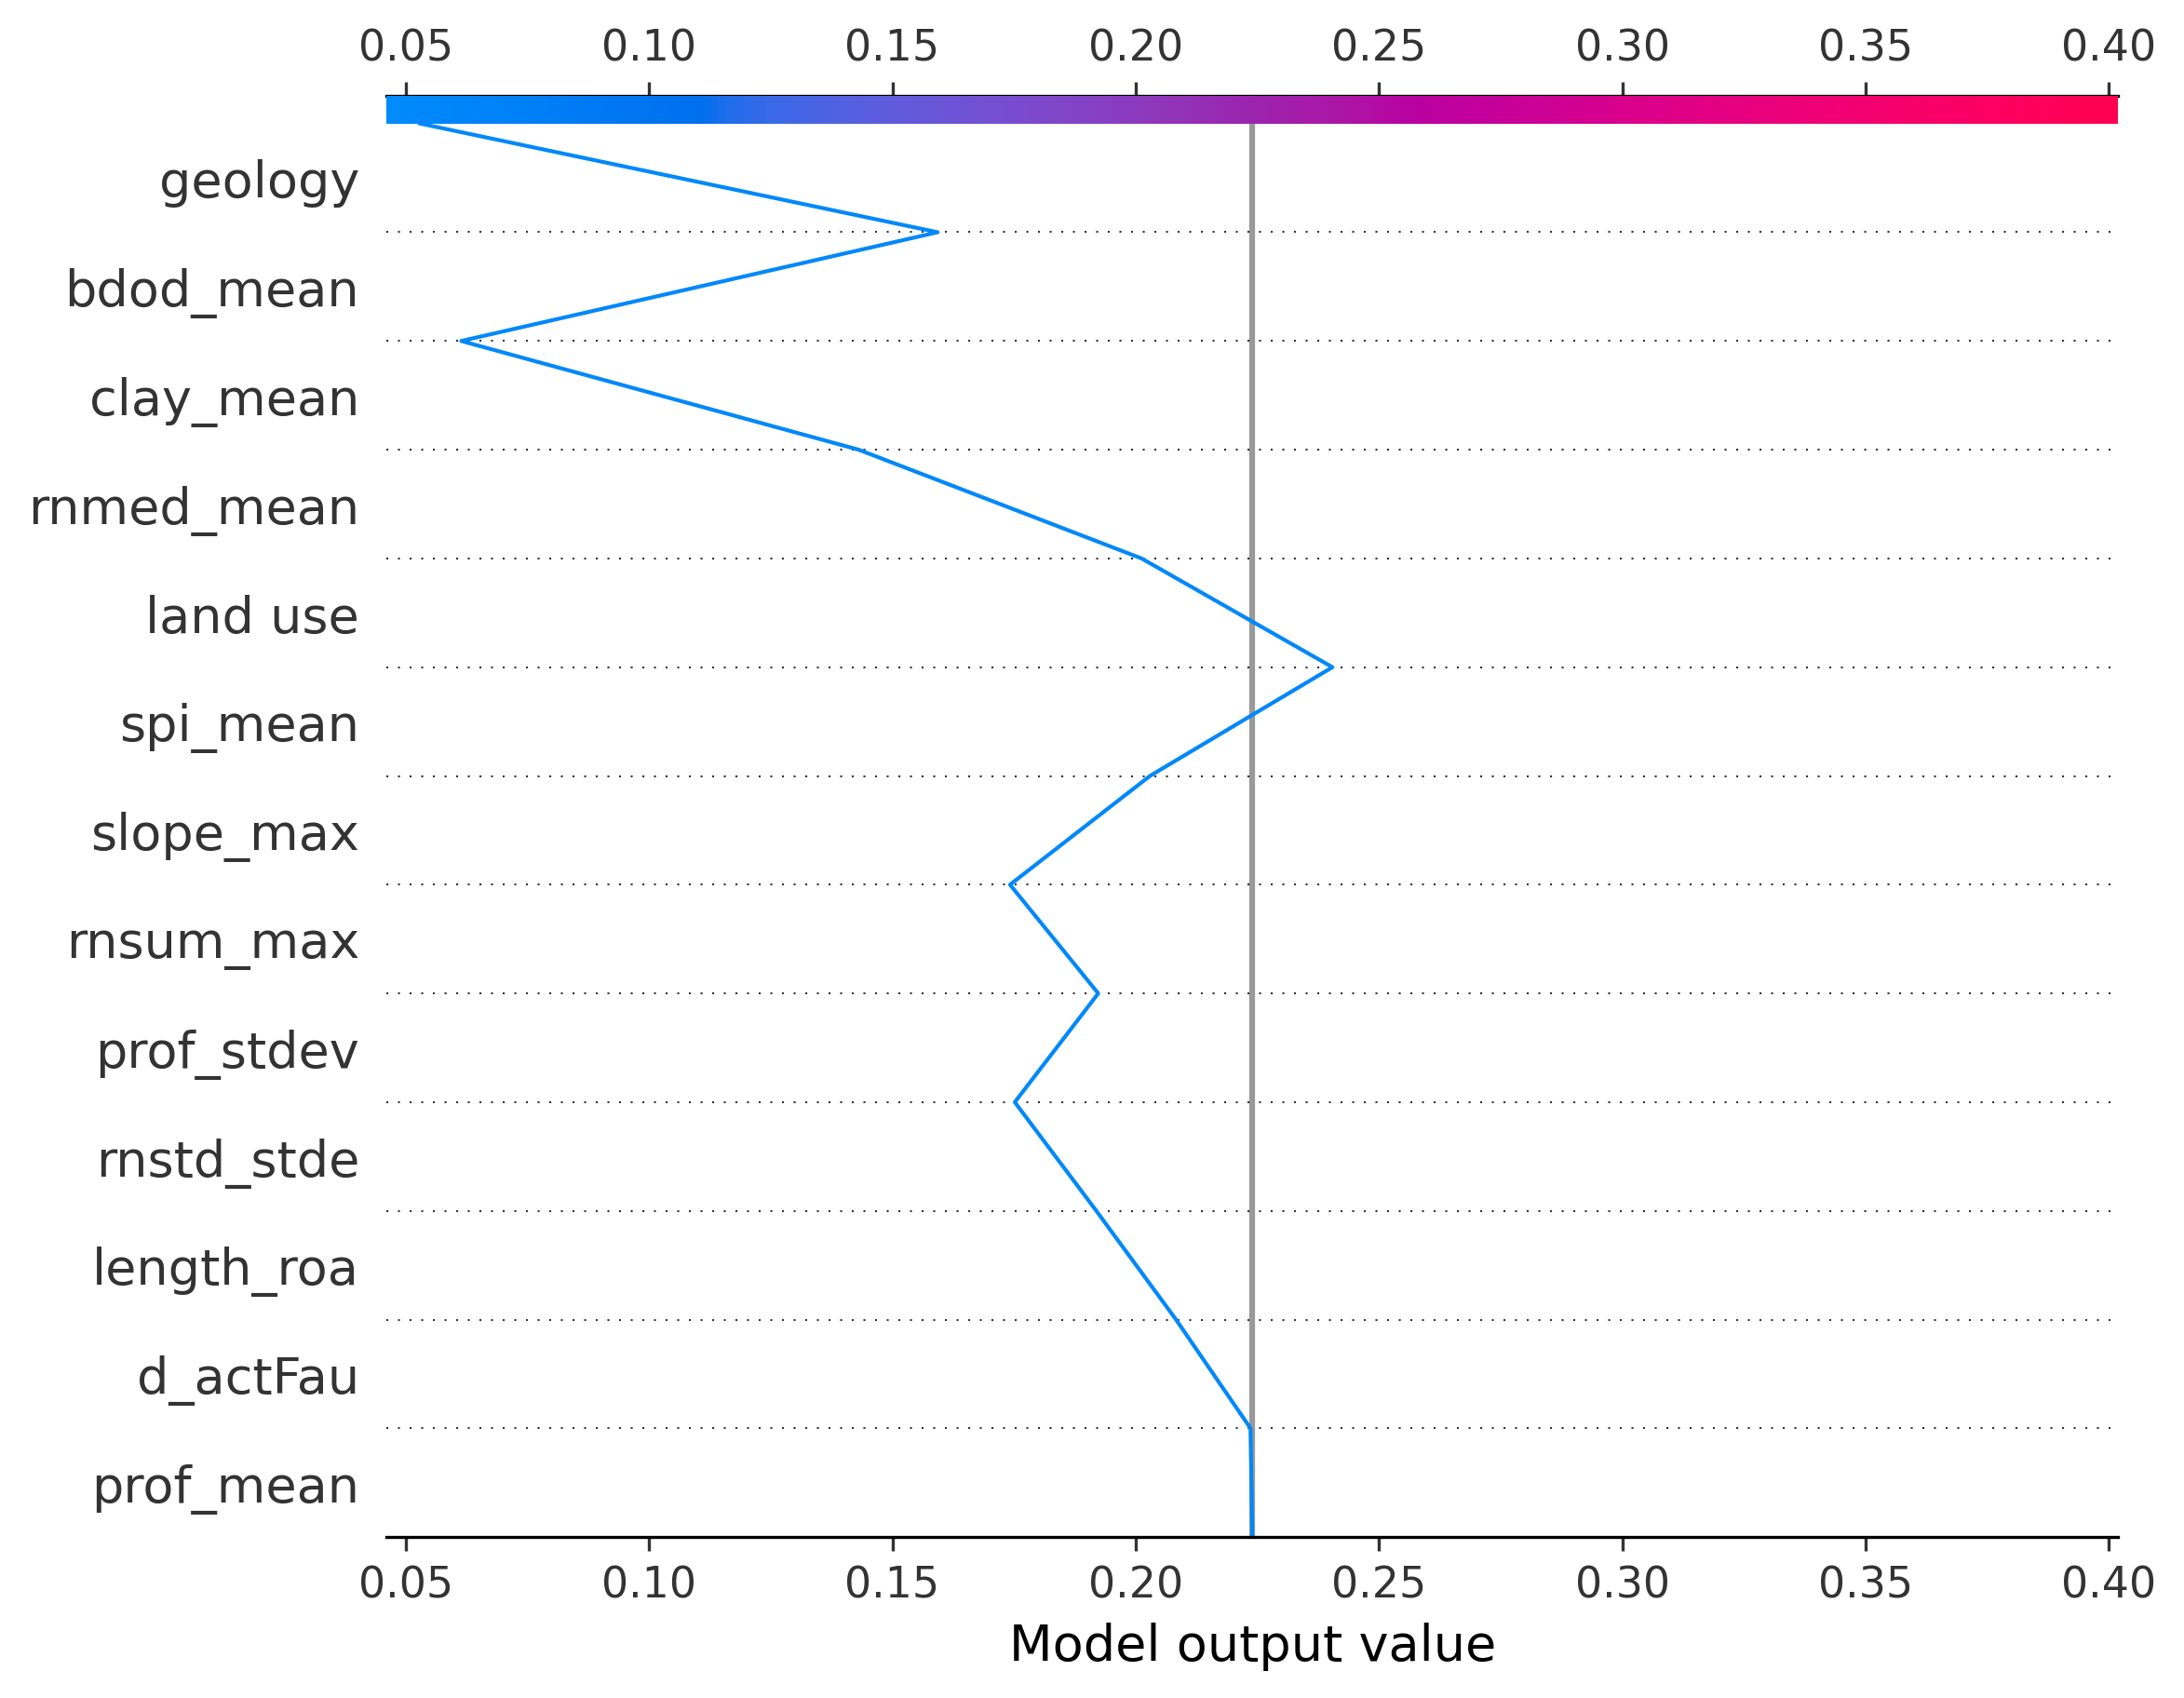 0.05 0.10 0.15 0.20 0.25 0.30 0.35 0.40
geology
bdod_mean
clay_mean
rnmed_mean
land use
spi_mean
slope_max
rnsum_max
prof_stdev
rnstd_stde
length_roa
d_actFau
prof_mean
0.05 0.10 0.15 0.20 0.25 0.30 0.35 0.40
Model output value